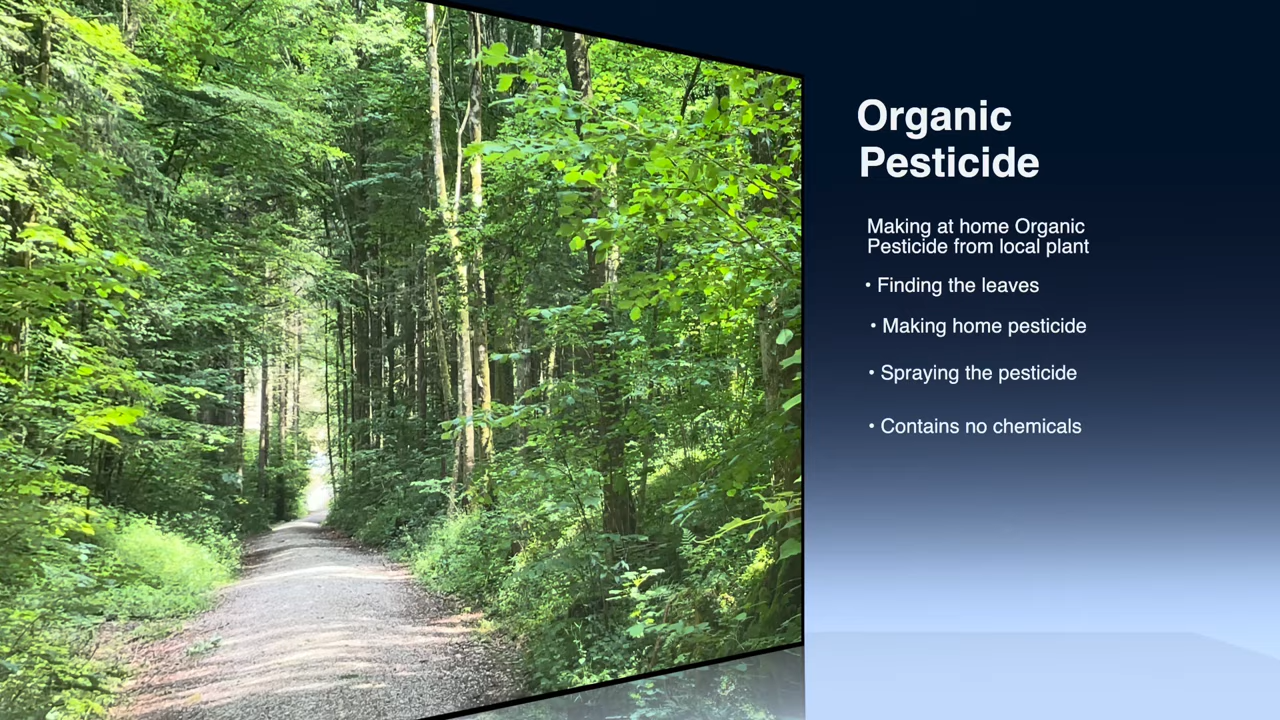 Organic
Pesticide
Making at home Organic
Pesticide from local plant
• Finding the leaves
• Making home pesticide
• Spraying the pesticide
• Contains no chemicals